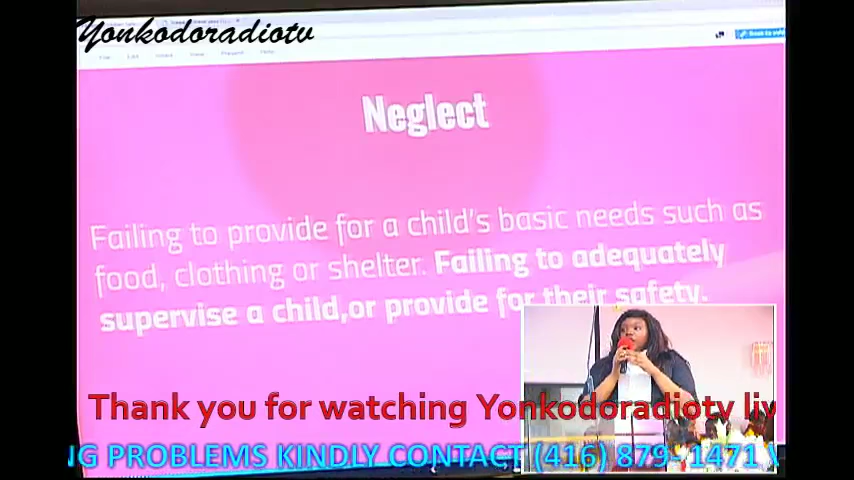 Yonkodoradiotv
Neglect
Failing to provide for a child's basic needs such as
food, clothing or shelter. Failing to adequately
supervise a child,or provide for their safety.
Thank you for watching Yonkodoradiotv liv
G PROBLEMS KINDLY CONTACT (416) 879-1471